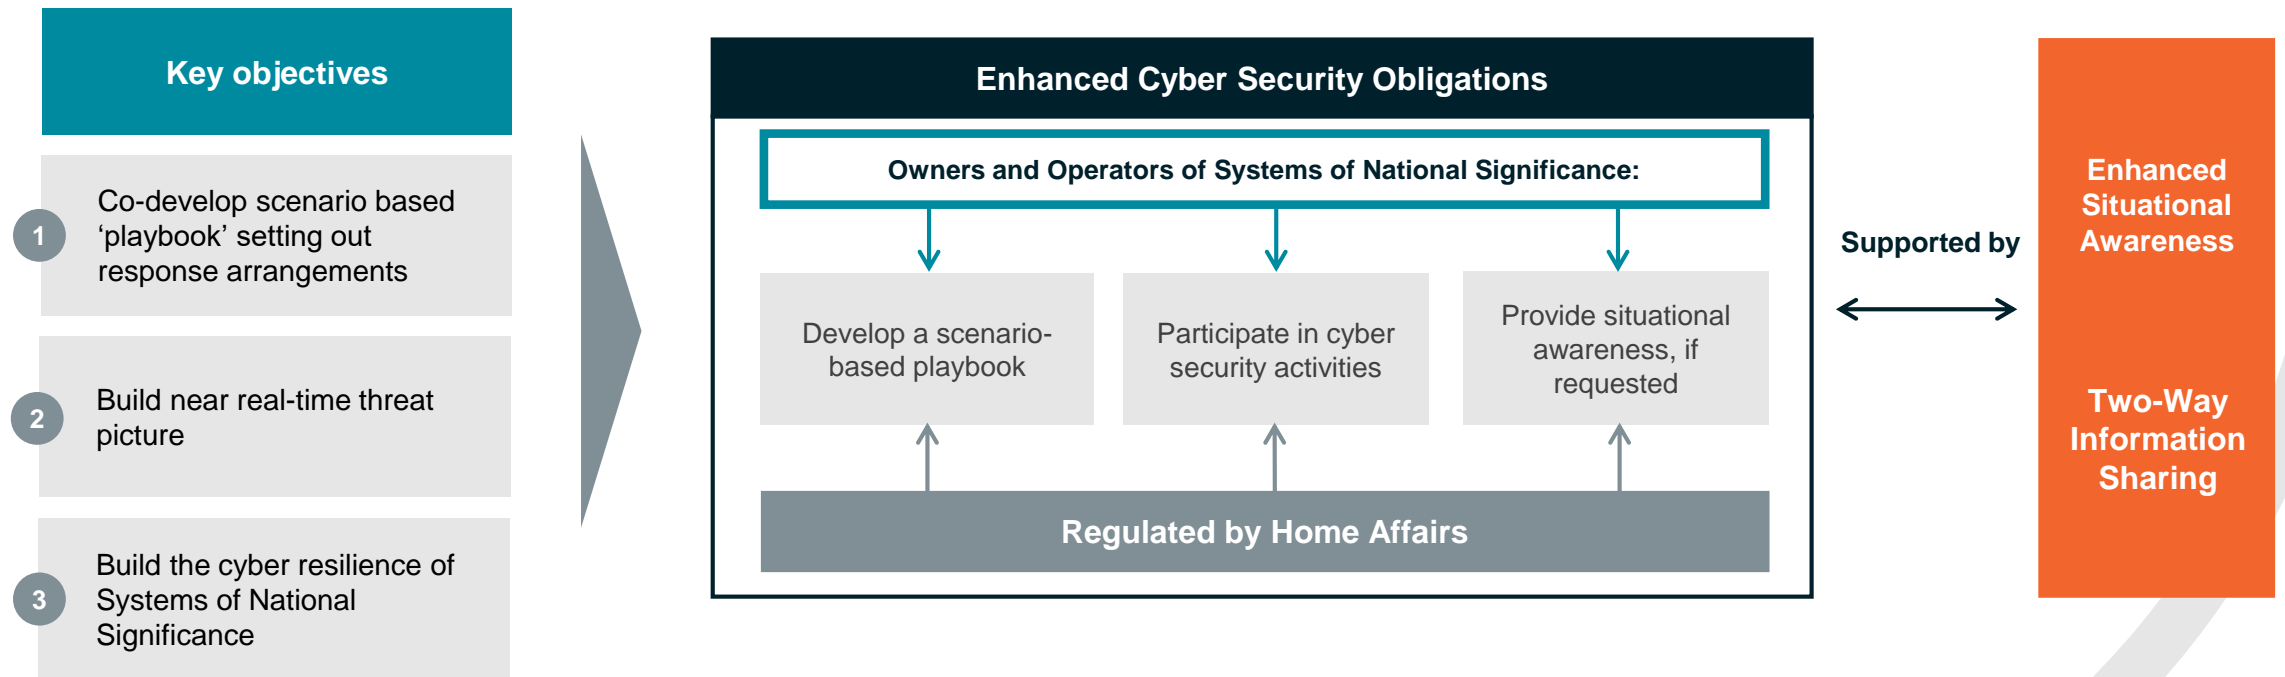 Key objectives
1
Co-develop scenario based
‘playbook’ setting out
response arrangements
2
Build near real-time threat
picture
3
Build the cyber resilience of
Systems of National
Significance
Enhanced Cyber Security Obligations
Owners and Operators of Systems of National Significance:
Develop a scenario-
based playbook
Participate in cyber
security activities
Provide situational
awareness, if
requested
Regulated by Home Affairs
Supported by
Enhanced
Situational
Awareness
Two-Way
Information
Sharing